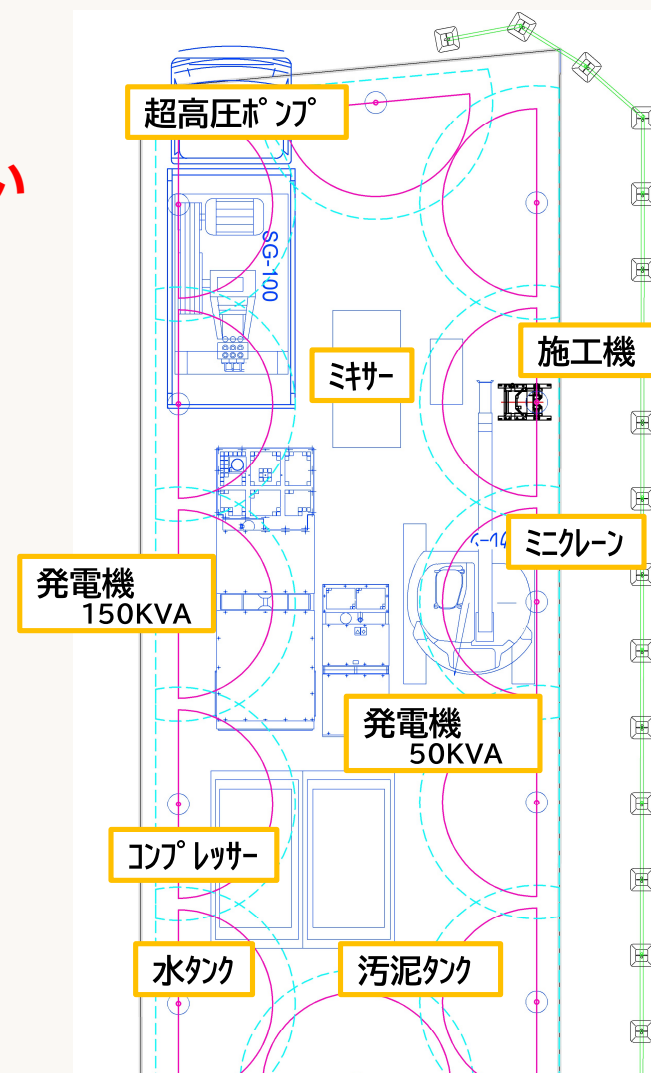 超高圧ポンプ
い
SG-100
ミキサー
施工機
ミニクレーン
発電機
150KVA
発電機
50KVA
コンプレッサー
水タンク
汚泥タンク